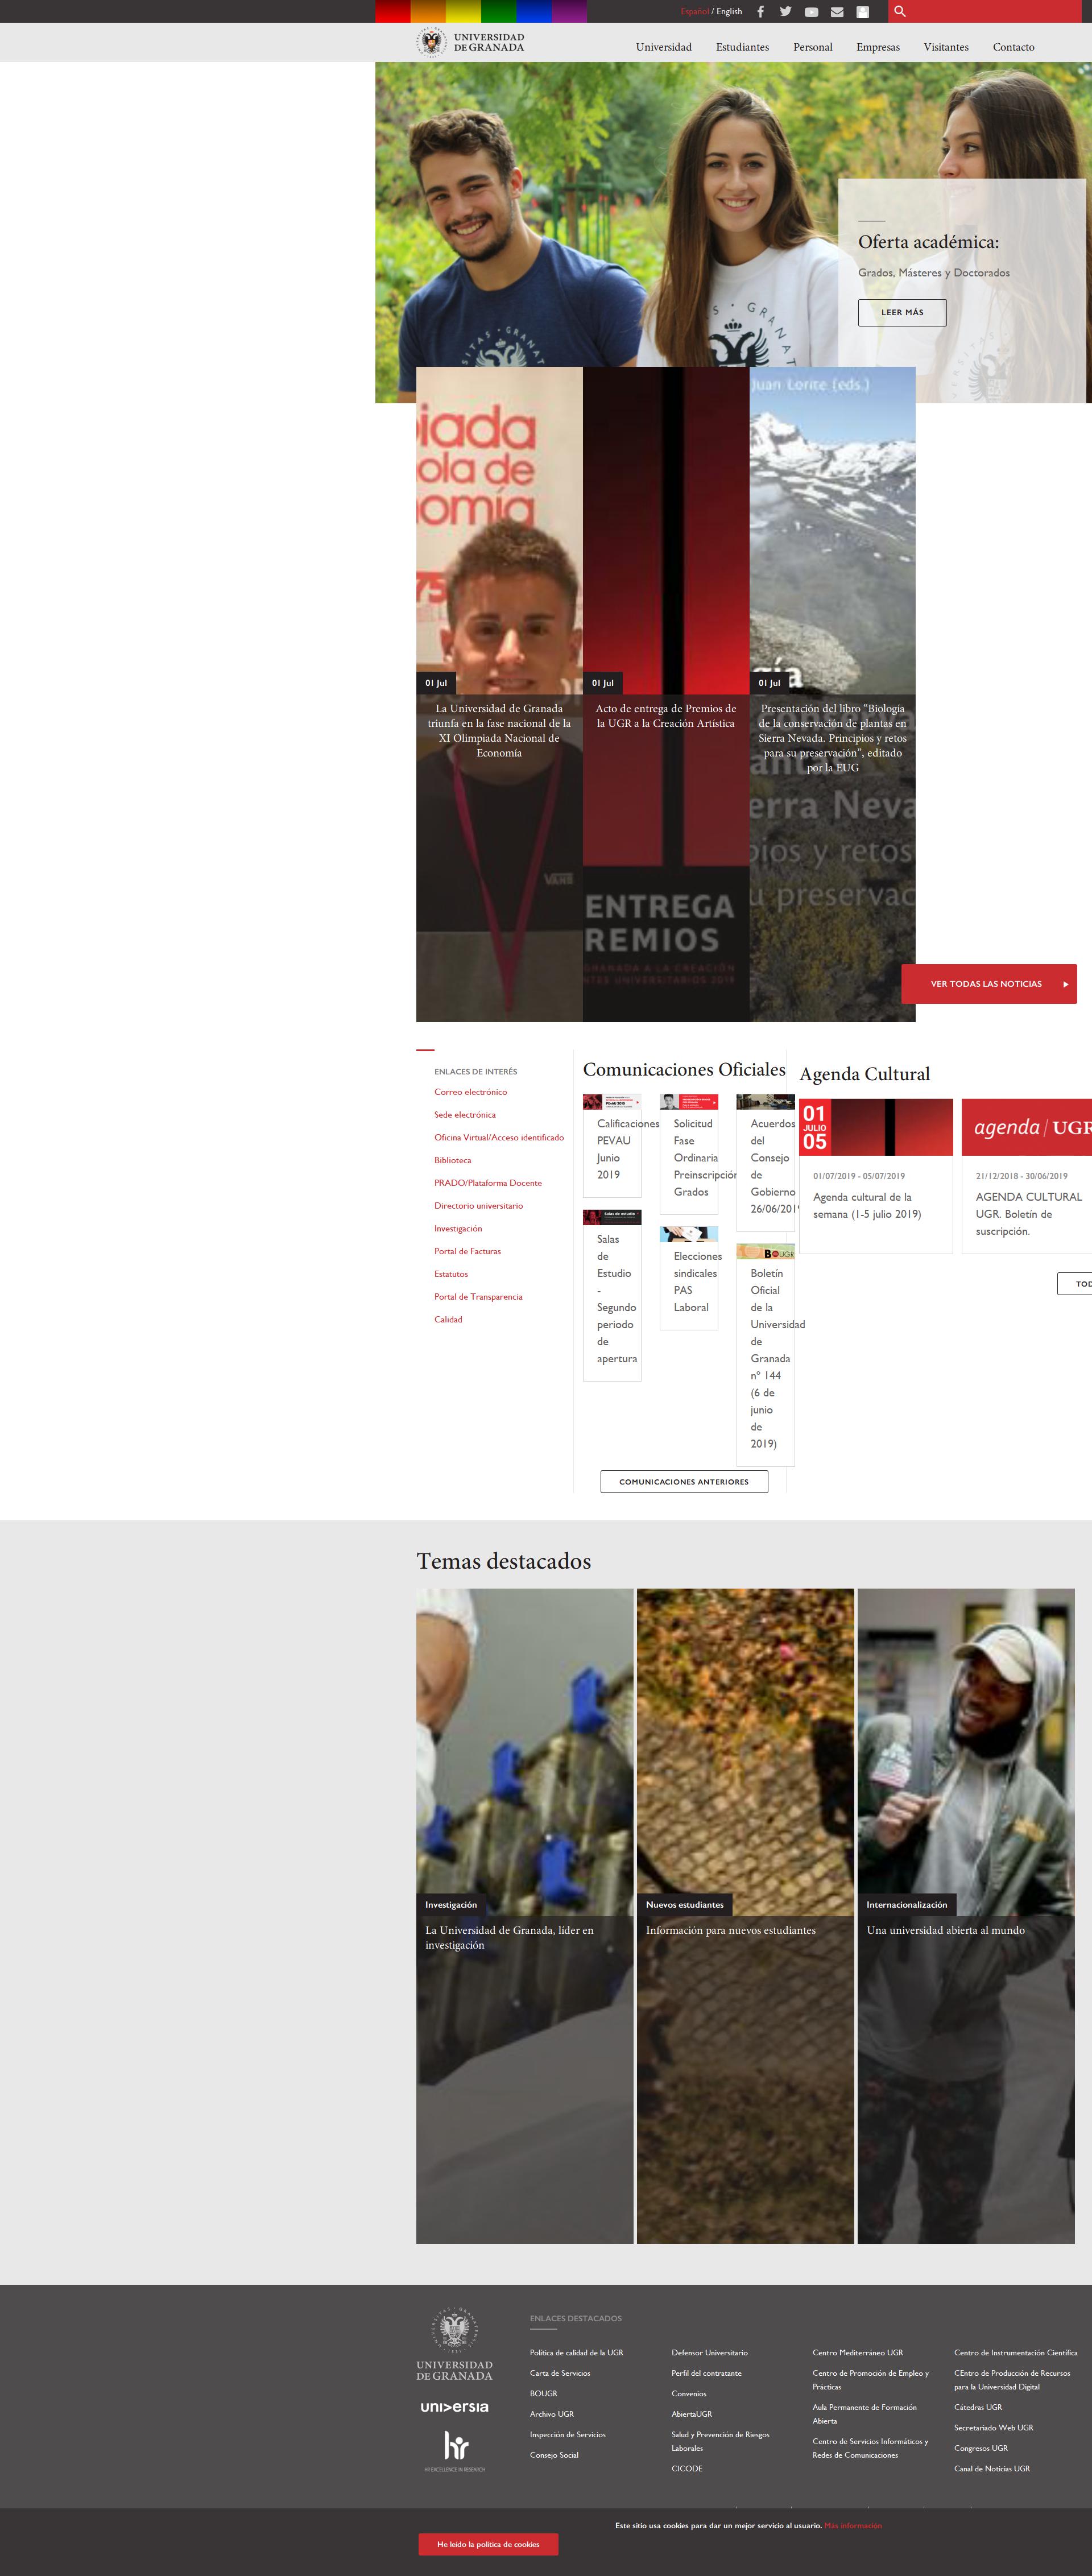 Español / English
UNIVERSIDAD
DE GRANADA
Universidad
Estudiantes
Personal
Empresas
Visitantes
Contacto
Oferta académica:
Grados, Másteres y Doctorados
LEER MÁS
Juan Lorite (eds.)
01 Jul
La Universidad de Granada
triunfa en la fase nacional de la
XI Olimpiada Nacional de
Economía
01 Jul
Acto de entrega de Premios de
la UGR a la Creación Artística
ENTREGA
01 Jul
Presentación del libro "Biología
de la conservación de plantas en
Sierra Nevada. Principios y retos
para su preservación", editado
por la EUG
VER TODAS LAS NOTICIAS
ENLACES DE INTERÉS
Correo electrónico
Sede electrónica
Oficina Virtual/Acceso identificado
Biblioteca
PRADO/Plataforma Docente
Directorio universitario
Investigación
Portal de Facturas
Estatutos
Portal de Transparencia
Calidad
Comunicaciones Oficiales
Calificaciones
PEVAU
Junio
2019
Salas de estudio
Salas
de
Estudio
-
Segundo
periodo
de
apertura
Solicitud
Fase
Ordinaria
Preinscripción
Grados
Elecciones
sindicales
PAS
Laboral
Acuerdos
del
Consejo
de
Gobierno
26/06/2019
BOUGR
Boletín
Oficial
de la
Universidad
de
Granada
nº 144
(6 de
junio
de
2019)
COMUNICACIONES ANTERIORES
Agenda Cultural
01
JULIO
05
01/07/2019 - 05/07/2019
Agenda cultural de la
semana (1-5 julio 2019)
agenda / UGR
21/12/2018 - 30/06/2019
AGENDA CULTURAL
UGR. Boletín de
suscripción.
TOD
Temas destacados
Investigación
La Universidad de Granada, líder en
investigación
Nuevos estudiantes
Información para nuevos estudiantes
Internacionalización
Una universidad abierta al mundo
UNIVERSIDAD
DE GRANADA
universia
hr
HR EXCELLENCE IN RESEARCH
ENLACES DESTACADOS
Política de calidad de la UGR
Carta de Servicios
BOUGR
Archivo UGR
Inspección de Servicios
Consejo Social
Defensor Universitario
Perfil del contratante
Convenios
AbiertaUGR
Salud y Prevención de Riesgos
Laborales
CICODE
Centro Mediterráneo UGR
Centro de Promoción de Empleo y
Prácticas
Aula Permanente de Formación
Abierta
Centro de Servicios Informáticos y
Redes de Comunicaciones
Centro de Instrumentación Científica
CEntro de Producción de Recursos
para la Universidad Digital
Cátedras UGR
Secretariado Web UGR
Congresos UGR
Canal de Noticias UGR
Este sitio usa cookies para dar un mejor servicio al usuario. Más información
He leído la política de cookies